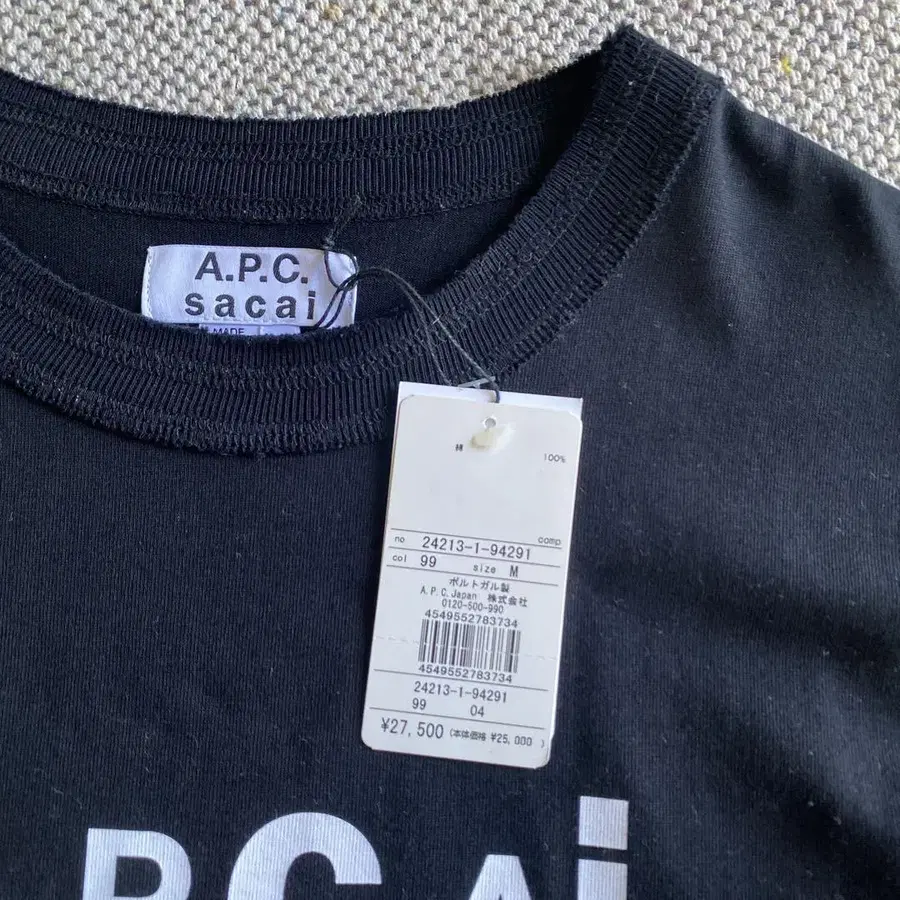 A.P.C.
sacai
MADE
綿 100%
no 24213-1-94291 comp
col 99 size M
ポルトガル製
A.P.C.Japan 株式会社
0120-500-990
4549552783734
4549552783734
24213-1-94291
99 04
¥27,500 (本体価格 ¥25,000 )